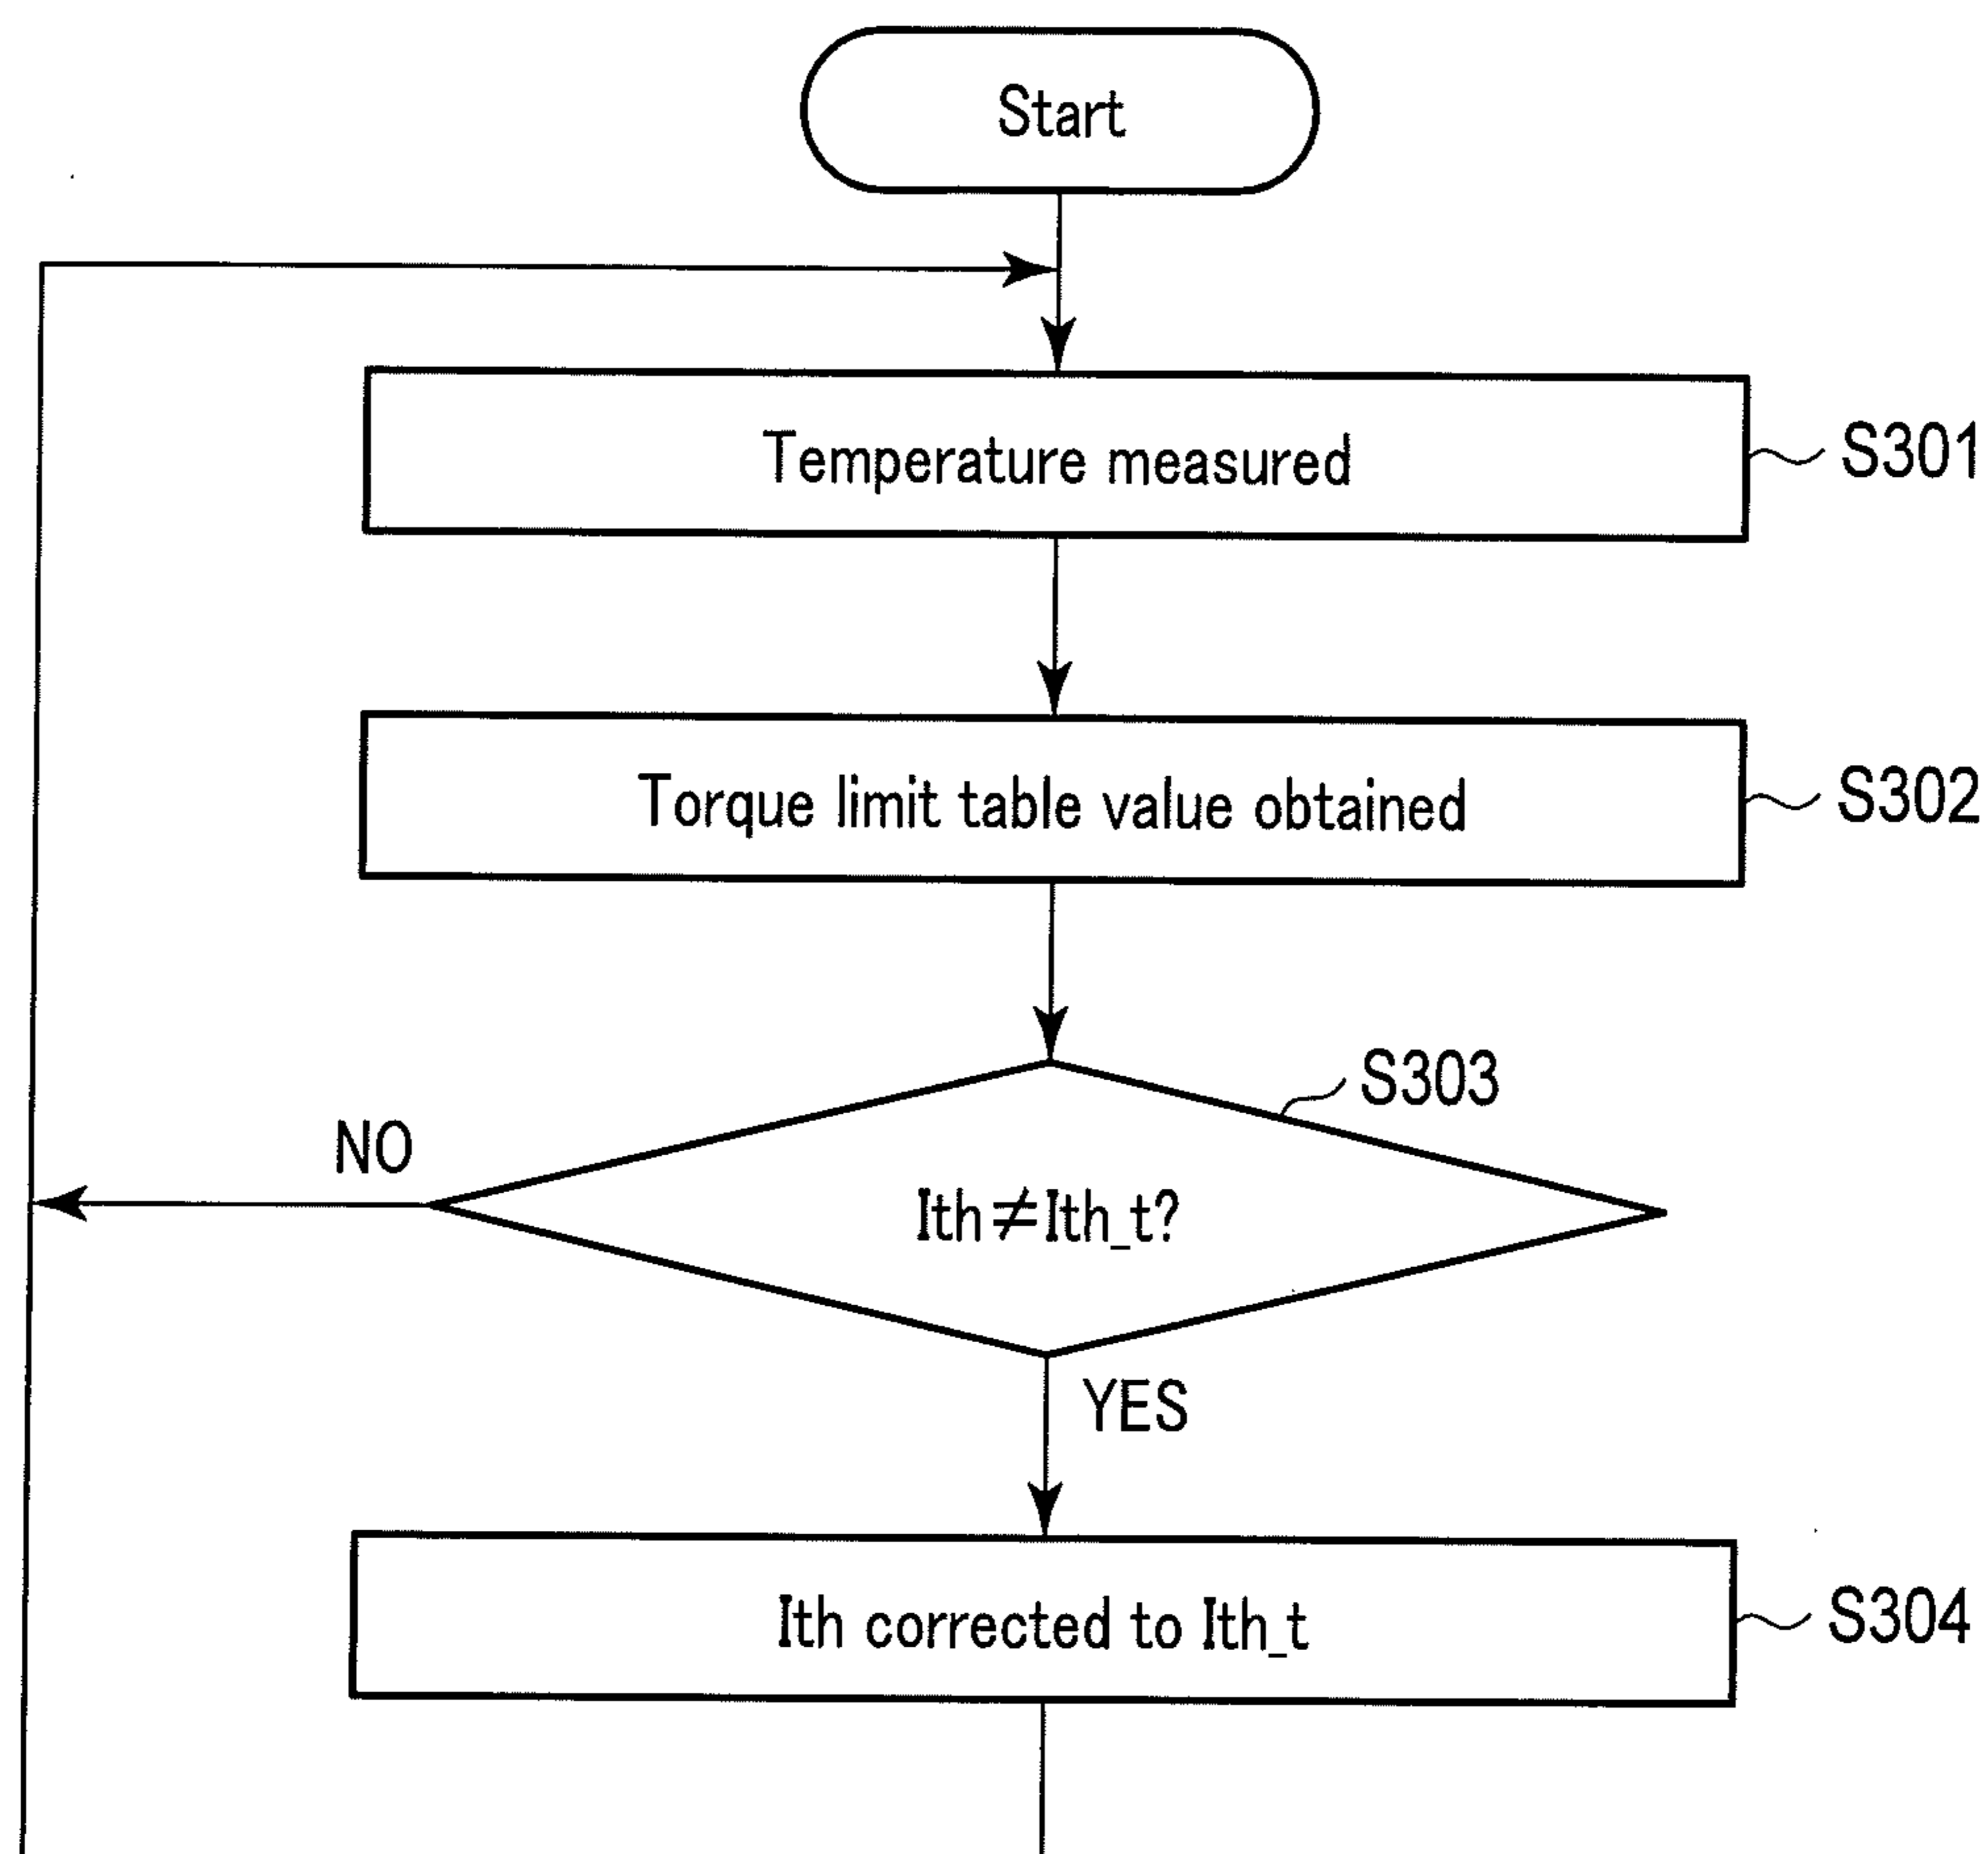 Start
Temperature measured
S301
Torque limit table value obtained
S302
S303
NO
Ith≠Ith_t?
YES
Ith corrected to Ith_t
S304